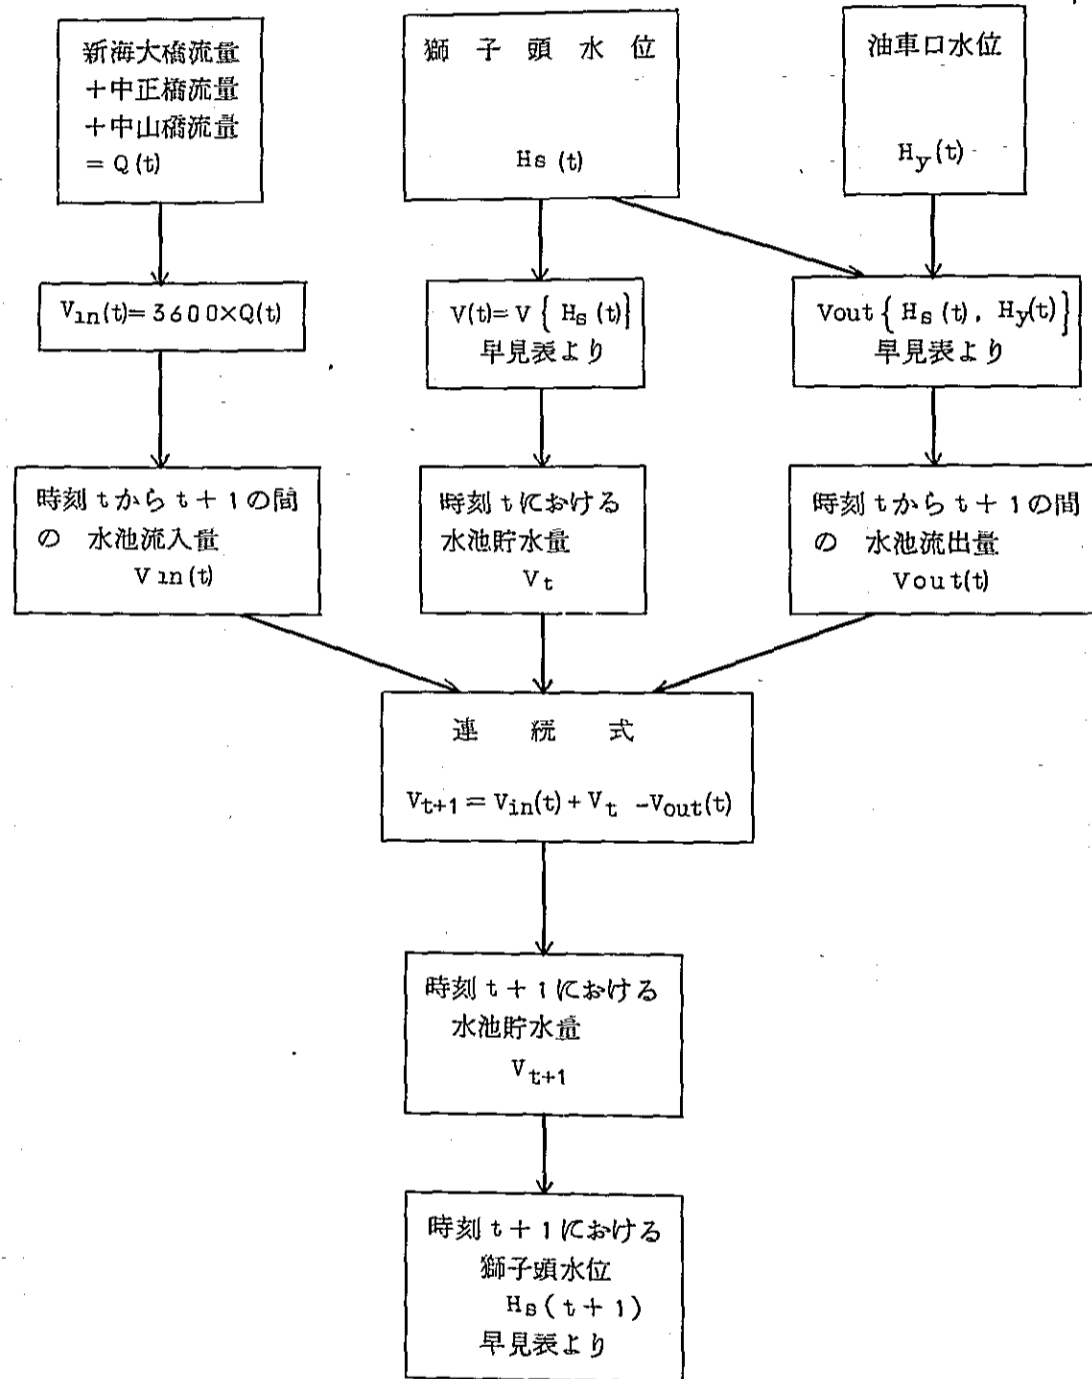 新海大橋流量
+中正橋流量
+中山橋流量
= Q(t)
獅子頭水位
Hs(t)
油車口水位
Hy(t)
Vin(t)=3600×Q(t)
V(t)=V{Hs(t)}
早見表より
Vout{Hs(t), Hy(t)}
早見表より
時刻tからt+1の間
の 水池流入量
Vin(t)
時刻tにおける
水池貯水量
Vt
時刻tからt+1の間
の 水池流出量
Vout(t)
連続式
Vt+1=Vin(t)+Vt-Vout(t)
時刻t+1における
水池貯水量
Vt+1
時刻t+1における
獅子頭水位
Hs(t+1)
早見表より